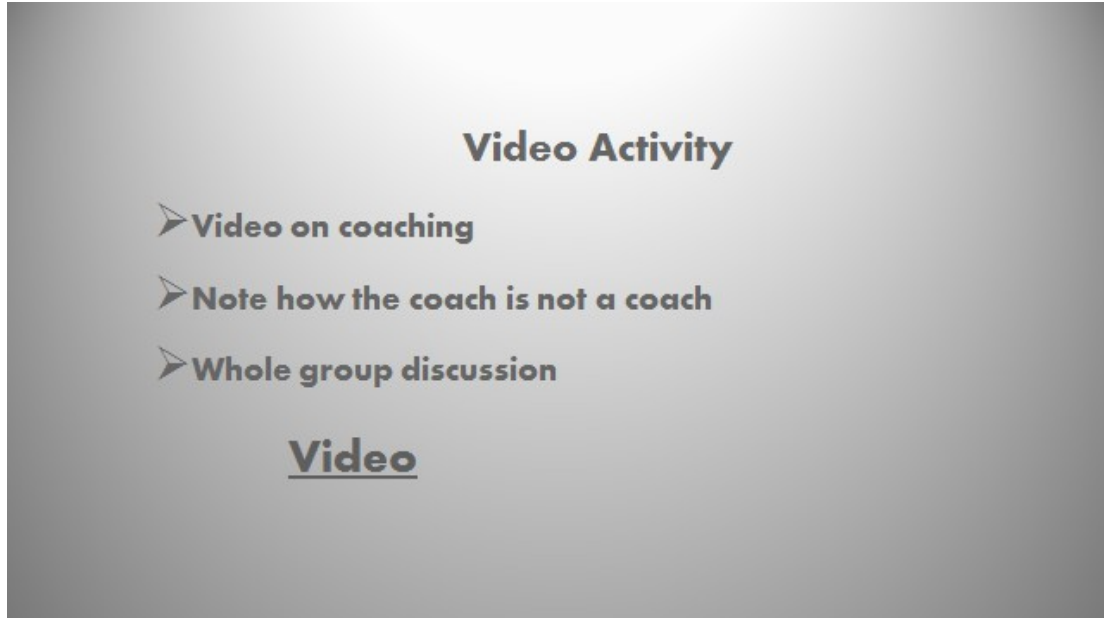 Video Activity
➢Video on coaching
➢Note how the coach is not a coach
➢Whole group discussion
Video